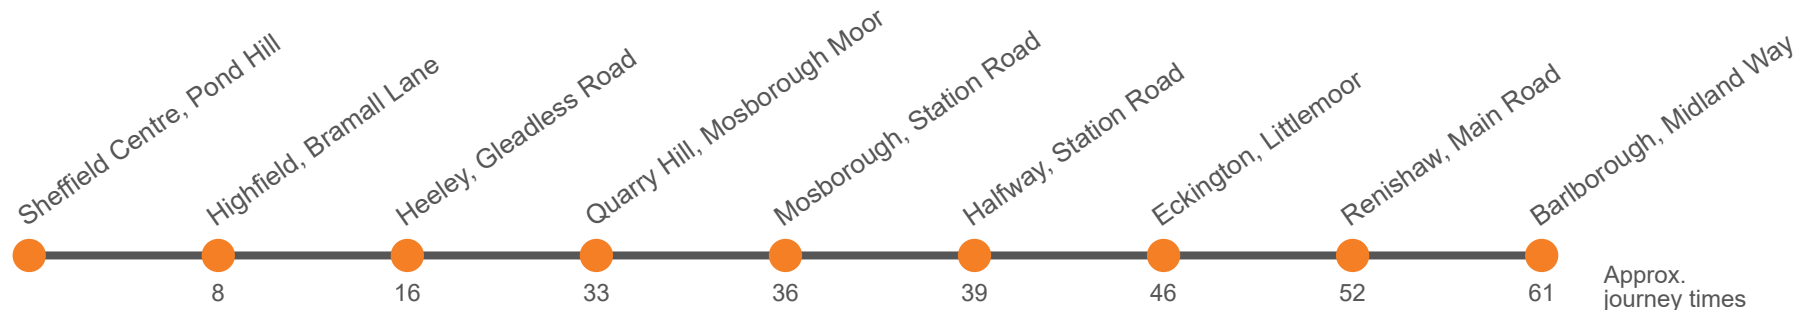 Sheffield Centre, Pond Hill
Highfield, Bramall Lane
Heeley, Gleadless Road
Quarry Hill, Mosborough Moor
Mosborough, Station Road
Halfway, Station Road
Eckington, Littlemoor
Renishaw, Main Road
Barlborough, Midland Way
8
16
33
36
39
46
52
61
Approx.
journey times